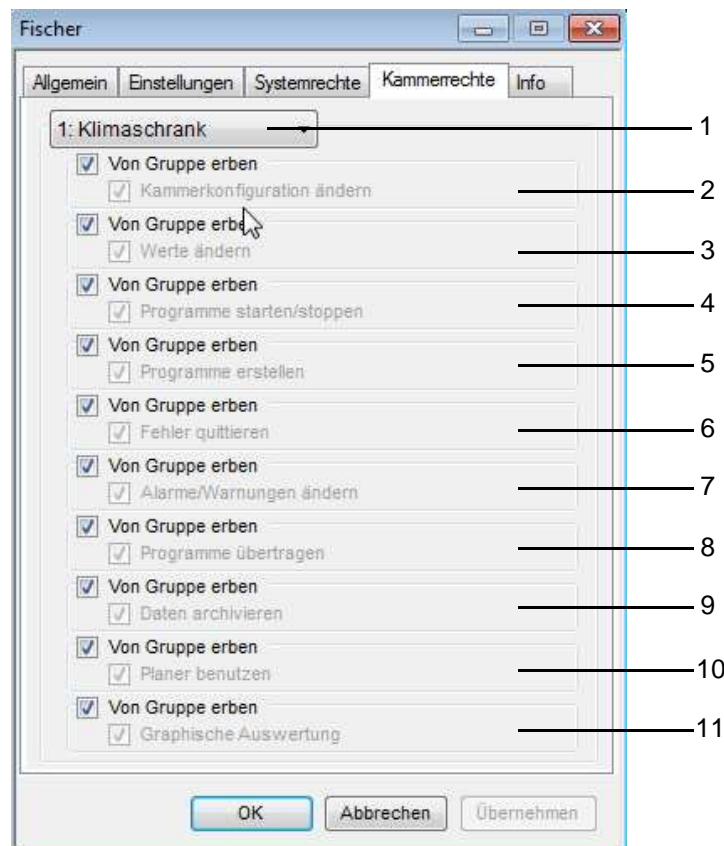 Fischer
Allgemein Einstellungen Systemrechte Kammerrechte Info
1: Klimaschrank 1
Von Gruppe erben
Kammerkonfiguration ändern 2
Von Gruppe erben
Werte ändern 3
Von Gruppe erben
Programme starten/stoppen 4
Von Gruppe erben
Programme erstellen 5
Von Gruppe erben
Fehler quittieren 6
Von Gruppe erben
Alarme/Warnungen ändern 7
Von Gruppe erben
Programme übertragen 8
Von Gruppe erben
Daten archivieren 9
Von Gruppe erben
Planer benutzen 10
Von Gruppe erben
Graphische Auswertung 11
OK Abbrechen Übernehmen